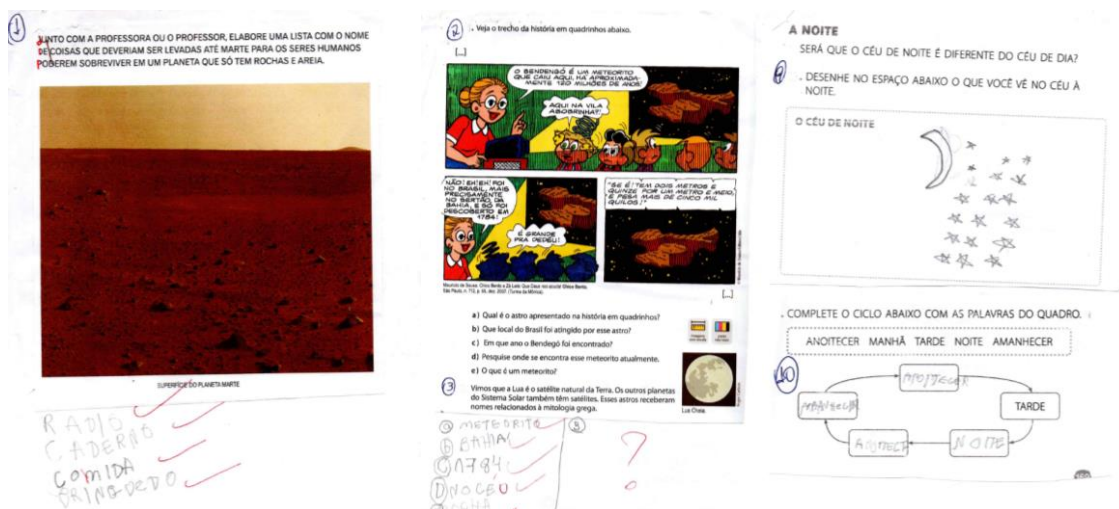 1
JUNTO COM A PROFESSORA OU O PROFESSOR, ELABORE UMA LISTA COM O NOME
DE COISAS QUE DEVERIAM SER LEVADAS ATÉ MARTE PARA OS SERES HUMANOS
PODEREM SOBREVIVER EM UM PLANETA QUE SÓ TEM ROCHAS E AREIA.
SUPERFÍCIE DO PLANETA MARTE
RADIO
CADERNO
COMIDA
BRINQDEDO
2
. Veja o trecho da história em quadrinhos abaixo.
[...]
O BENDENGÓ É UM METEORITO
QUE CAIU AQUI, HÁ APROXIMADA-
MENTE 120 MILHÕES DE ANOS!
AQUI NA VILA
ABOBRINHA?!
NÃO! EH! EH! FOI
NO BRASIL, MAIS
PRECISAMENTE
NO SERTÃO, DA
BAHIA, E SÓ FOI
DESCOBERTO EM
1784!
É GRANDE
PRA DEDÉU!
"SE É! TEM DOIS METROS E
QUINZE POR UM METRO E MEIO,
E PESA MAIS DE CINCO MIL
QUILOS!"
[...]
a) Qual é o astro apresentado na história em quadrinhos?
b) Que local do Brasil foi atingido por esse astro?
c) Em que ano o Bendegó foi encontrado?
d) Pesquise onde se encontra esse meteorito atualmente.
e) O que é um meteorito?
3
Vimos que a Lua é o satélite natural da Terra. Os outros planetas
do Sistema Solar também têm satélites. Esses astros receberam
nomes relacionados à mitologia grega.
Lua Cheia.
a METEORITO
b BAHIA
C 1784
D NO CÉU
3
?
A NOITE
SERÁ QUE O CÉU DE NOITE É DIFERENTE DO CÉU DE DIA?
. DESENHE NO ESPAÇO ABAIXO O QUE VOCÊ VÊ NO CÉU À
NOITE.
O CÉU DE NOITE
. COMPLETE O CICLO ABAIXO COM AS PALAVRAS DO QUADRO.
ANOITECER MANHÃ TARDE NOITE AMANHECER
10
TARDE
NOITE